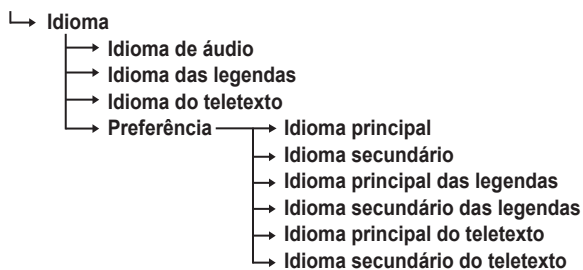 Idioma
Idioma de áudio
Idioma das legendas
Idioma do teletexto
Preferência
Idioma principal
Idioma secundário
Idioma principal das legendas
Idioma secundário das legendas
Idioma principal do teletexto
Idioma secundário do teletexto